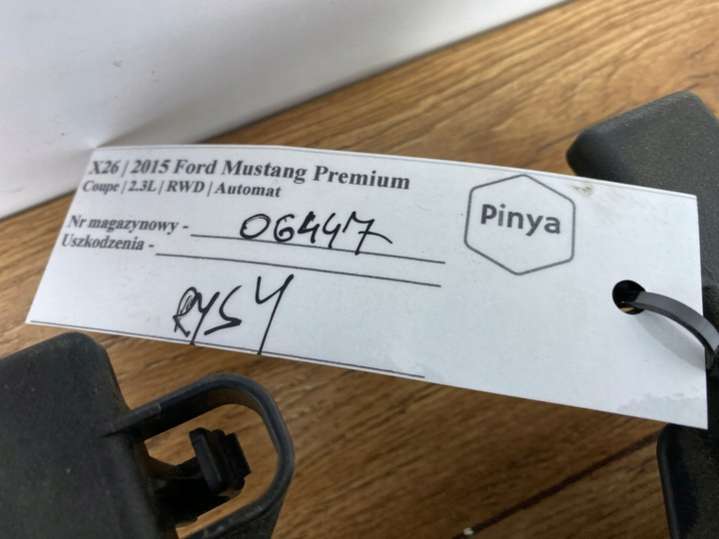 X26 | 2015 Ford Mustang Premium
Coupe | 2.3L | RWD | Automat
Nr magazynowy - 06447
Uszkodzenia -
RYSY
Pinya